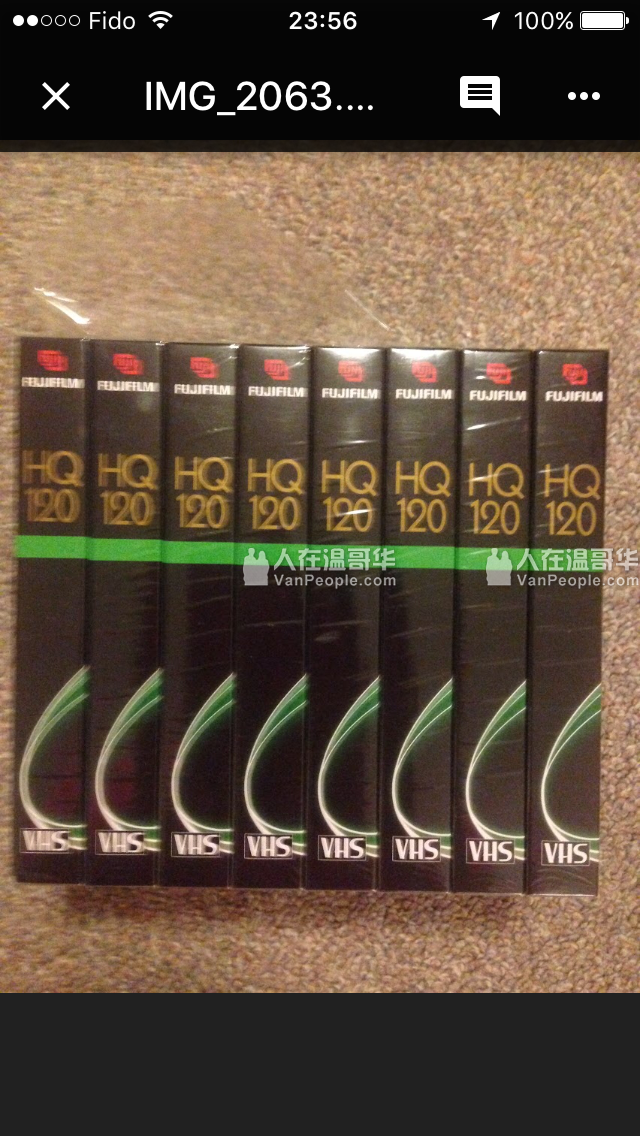 Fido 23:56 100%
IMG_2063....
FUJIFILM FUJIFILM FUJIFILM FUJIFILM FUJIFILM FUJIFILM FUJIFILM FUJIFILM
HQ HQ HQ HQ HQ HQ HQ HQ
120 120 120 120 120 120 120 120
人在温哥华 人在温哥华
VanPeople.com VanPeople.com
VHS VHS VHS VHS VHS VHS VHS VHS